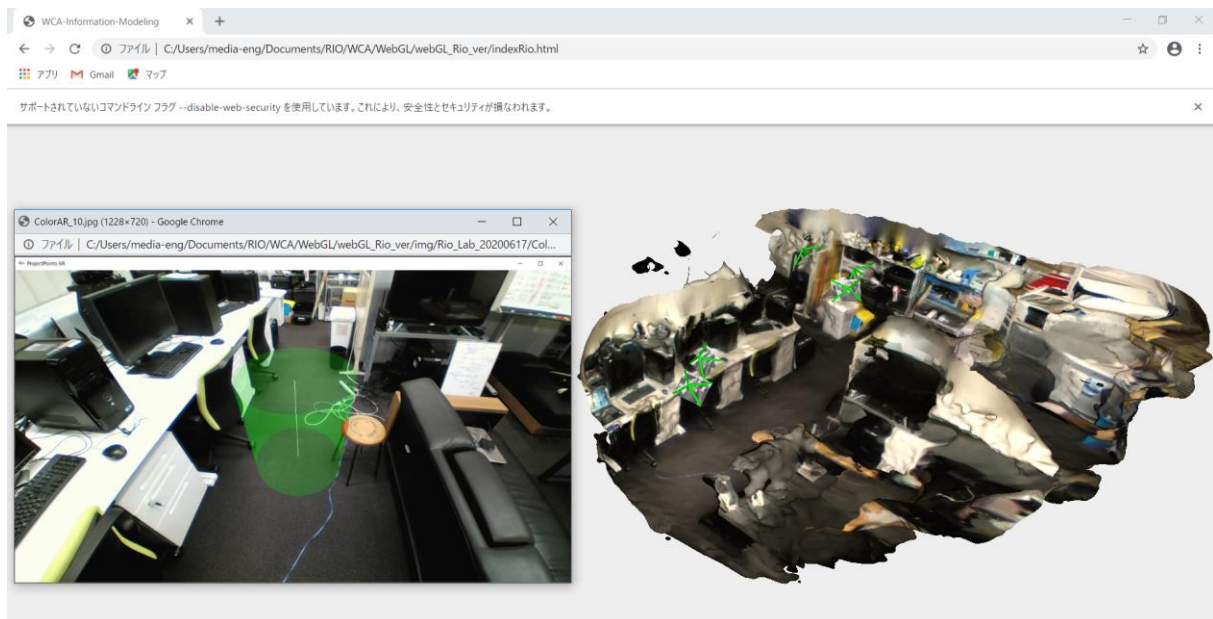 WCA-Information-Modeling
ファイル | C:/Users/media-eng/Documents/RIO/WCA/WebGL/webGL_Rio_ver/indexRio.html
アプリ Gmail マップ
サポートされていないコマンドライン フラグ --disable-web-security を使用しています。これにより、安全性とセキュリティが損なわれます。
ColorAR_10.jpg (1228×720) - Google Chrome
ファイル | C:/Users/media-eng/Documents/RIO/WCA/WebGL/webGL_Rio_ver/img/Rio_Lab_20200617/Col...
ProjectPoints AR